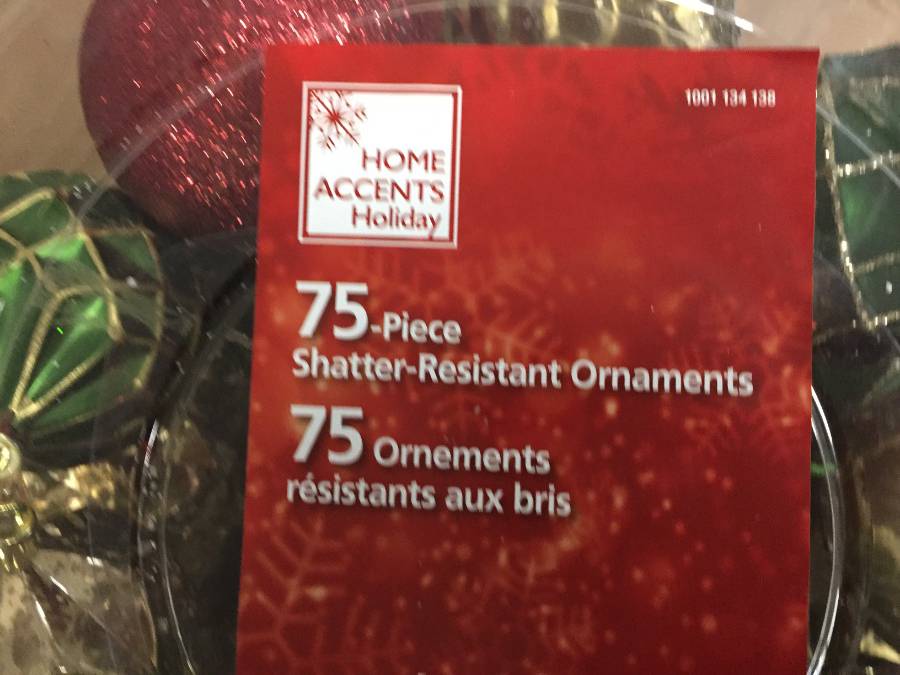 1001 134 138
HOME
ACCENTS
Holiday
75-Piece
Shatter-Resistant Ornaments
75 Ornements
résistants aux bris